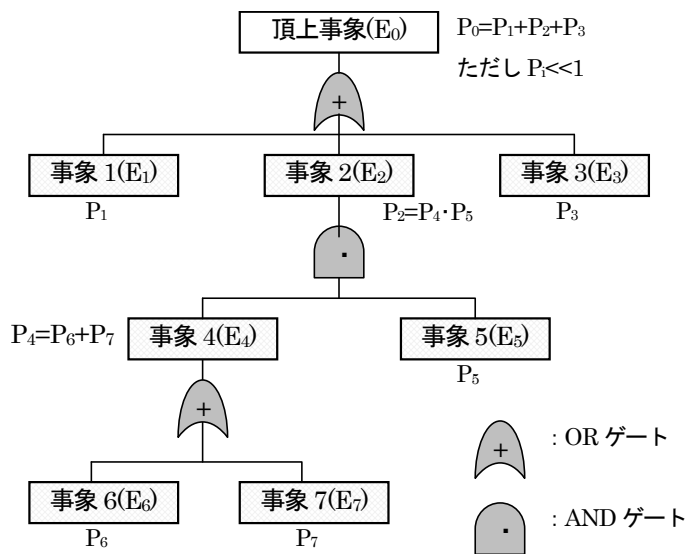 頂上事象(E₀)
P₀=P₁+P₂+P₃
ただし Pᵢ<<1
+
事象 1(E₁)
事象 2(E₂)
事象 3(E₃)
P₁
P₂=P₄·P₅
P₃
·
P₄=P₆+P₇
事象 4(E₄)
事象 5(E₅)
P₅
+
+
: OR ゲート
事象 6(E₆)
事象 7(E₇)
P₆
P₇
·
: AND ゲート